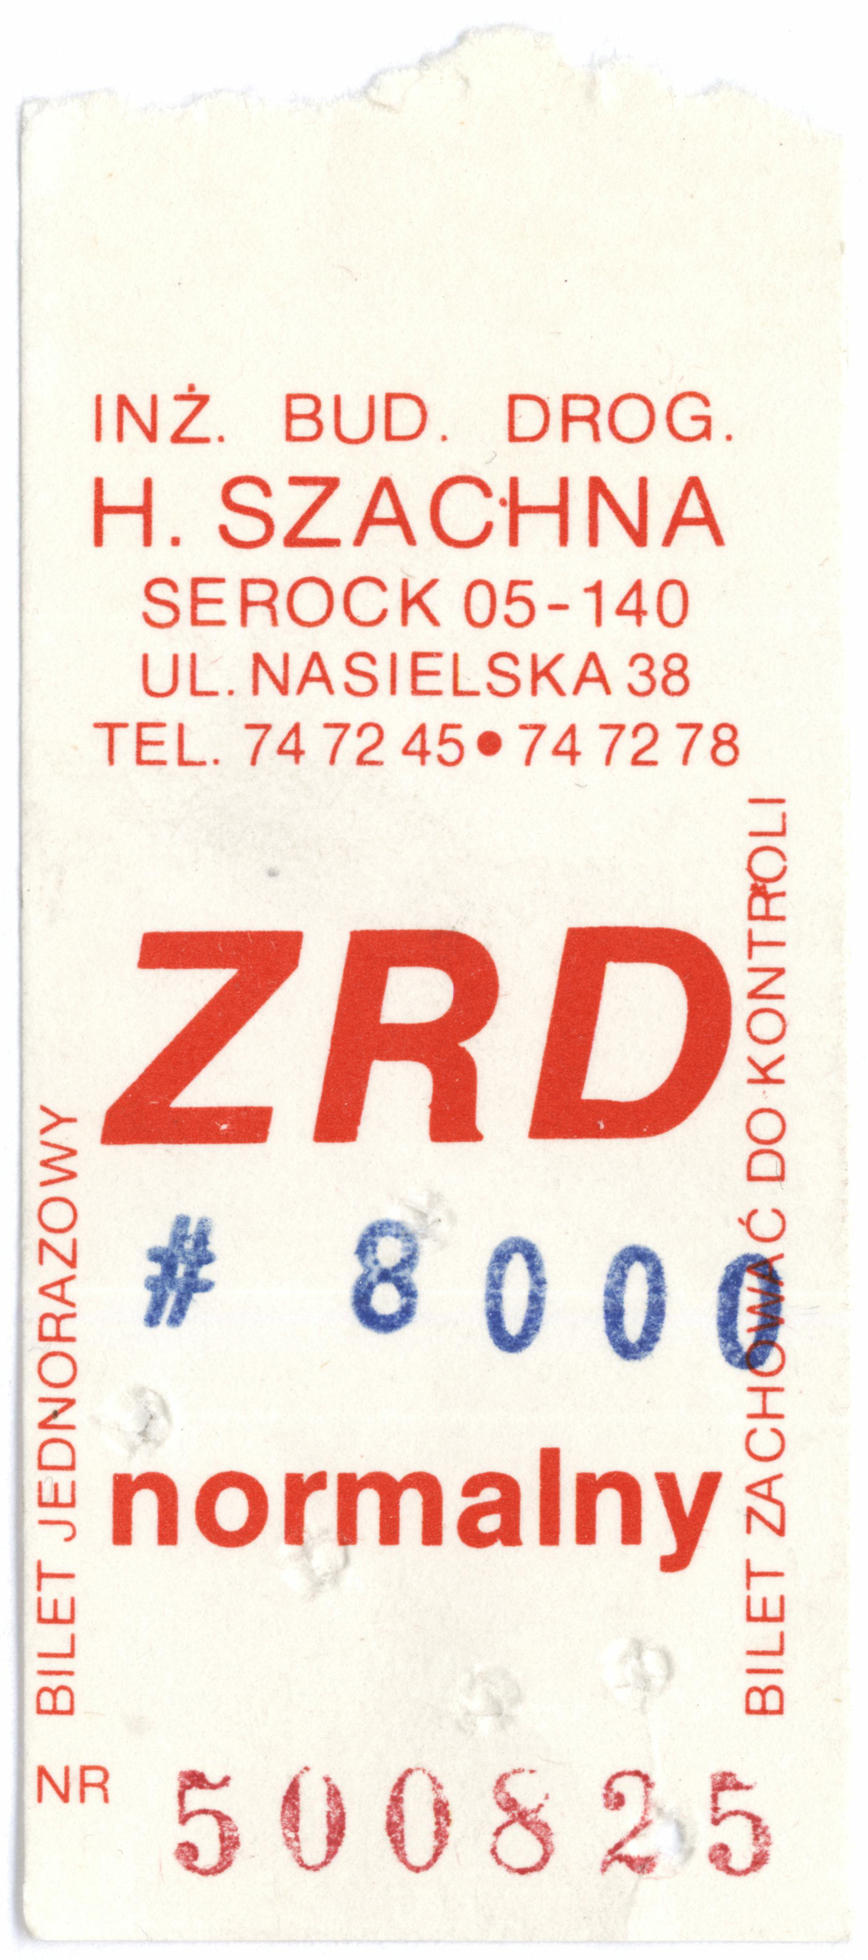 INŻ. BUD. DROG.
H. SZACHNA
SEROCK 05-140
UL. NASIELSKA 38
TEL. 74 72 45 • 74 72 78
ZRD
# 8000
normalny
BILET JEDNORAZOWY
BILET ZACHOWAĆ DO KONTROLI
NR 500825